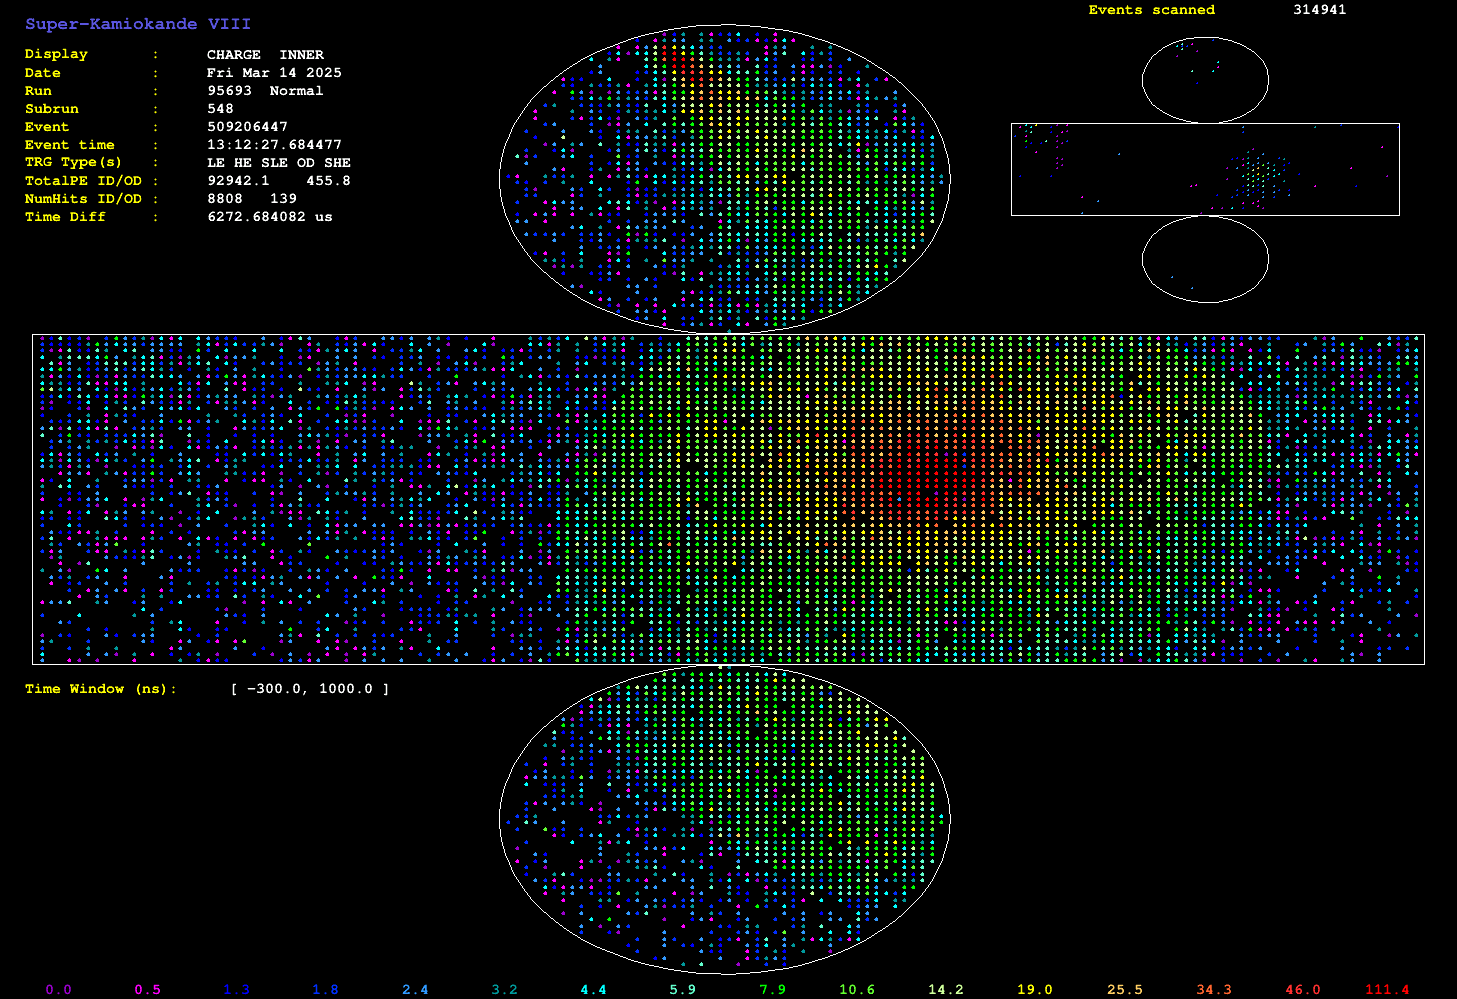 Super-Kamiokande VIII
Events scanned 314941
Display : CHARGE INNER
Date : Fri Mar 14 2025
Run : 95693 Normal
Subrun : 548
Event : 509206447
Event time : 13:12:27.684477
TRG Type(s) : LE HE SLE OD SHE
TotalPE ID/OD : 92942.1 455.8
NumHits ID/OD : 8808 139
Time Diff : 6272.684082 us
Time Window (ns): [ -300.0, 1000.0 ]
0.0 0.5 1.3 1.8 2.4 3.2 4.4 5.9 7.9 10.6 14.2 19.0 25.5 34.3 46.0 111.4